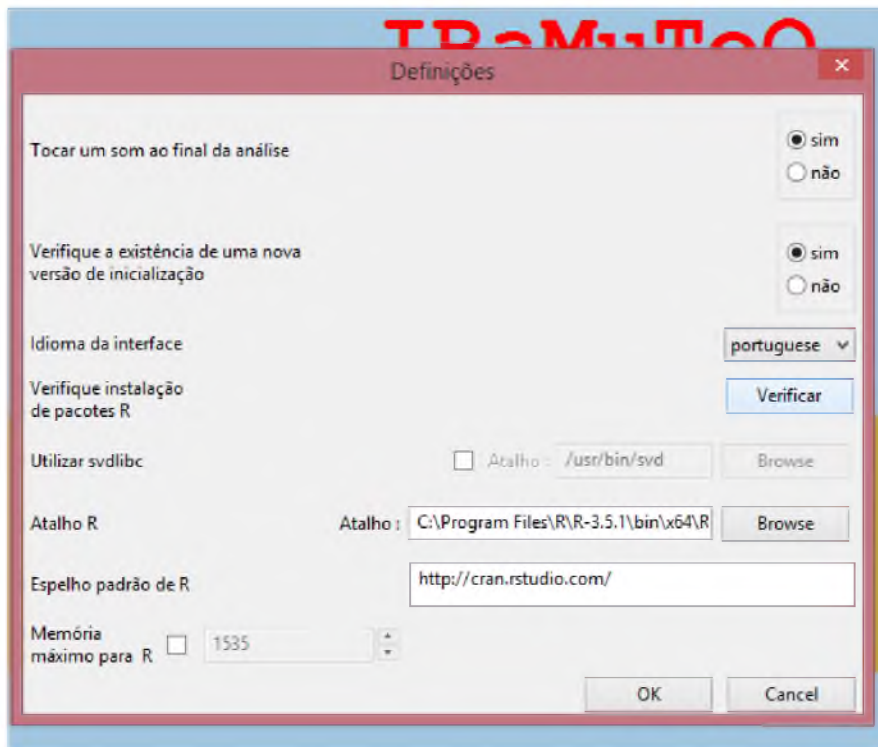 IRaMuTeQ
Definições
Tocar um som ao final da análise
sim
não
Verifique a existência de uma nova
versão de inicialização
sim
não
Idioma da interface
portuguese
Verifique instalação
de pacotes R
Verificar
Utilizar svdlibc
Atalho : /usr/bin/svd
Browse
Atalho R
Atalho : C:\Program Files\R\R-3.5.1\bin\x64\R
Browse
Espelho padrão de R
http://cran.rstudio.com/
Memória
máximo para R
1535
OK
Cancel